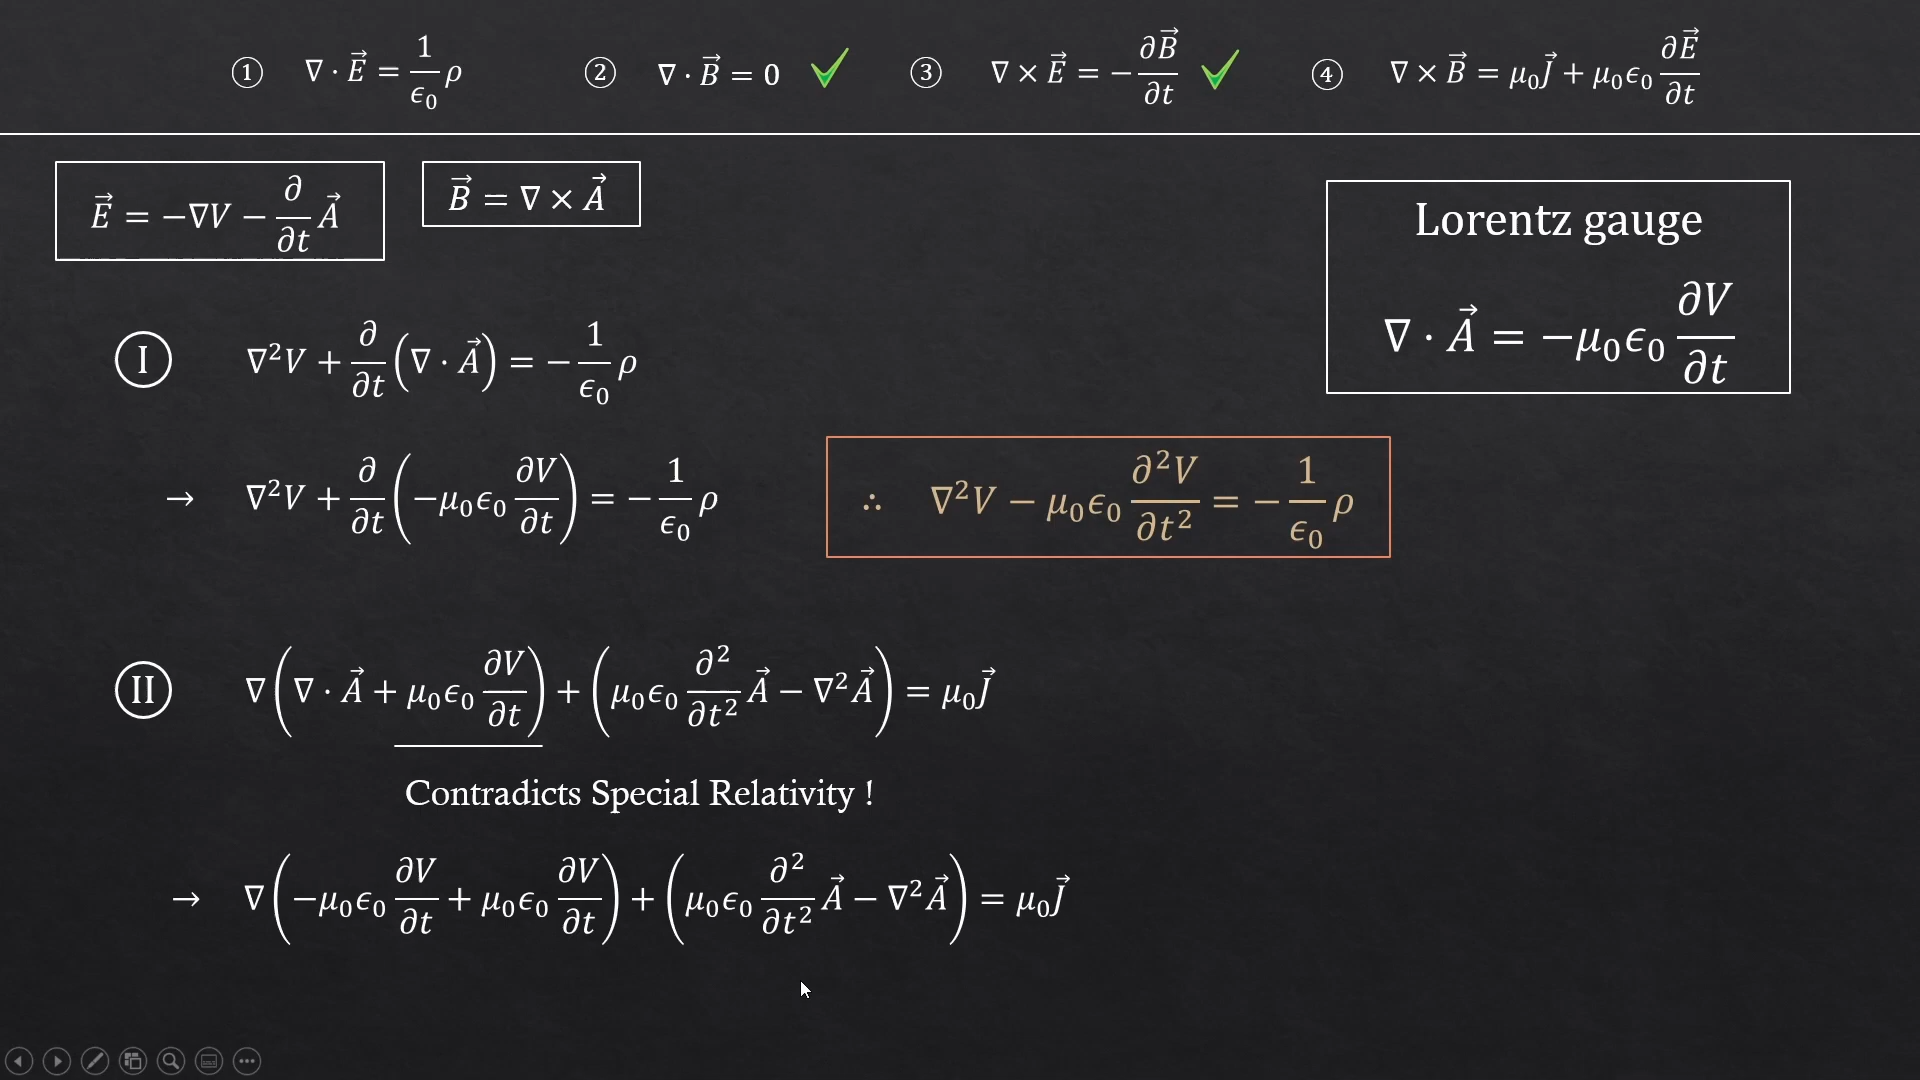 ① ∇ · E⃗ = 1/ϵ₀ ρ ② ∇ · B⃗ = 0 ③ ∇ × E⃗ = −∂B⃗/∂t ④ ∇ × B⃗ = μ₀J⃗ + μ₀ϵ₀ ∂E⃗/∂t
E⃗ = −∇V − ∂/∂t A⃗
B⃗ = ∇ × A⃗
Lorentz gauge
∇ · A⃗ = −μ₀ϵ₀ ∂V/∂t
I ∇²V + ∂/∂t (∇ · A⃗) = −1/ϵ₀ ρ
→ ∇²V + ∂/∂t (−μ₀ϵ₀ ∂V/∂t) = −1/ϵ₀ ρ
∴ ∇²V − μ₀ϵ₀ ∂²V/∂t² = −1/ϵ₀ ρ
II ∇(∇ · A⃗ + μ₀ϵ₀ ∂V/∂t) + (μ₀ϵ₀ ∂²/∂t² A⃗ − ∇²A⃗) = μ₀J⃗
Contradicts Special Relativity !
→ ∇(−μ₀ϵ₀ ∂V/∂t + μ₀ϵ₀ ∂V/∂t) + (μ₀ϵ₀ ∂²/∂t² A⃗ − ∇²A⃗) = μ₀J⃗